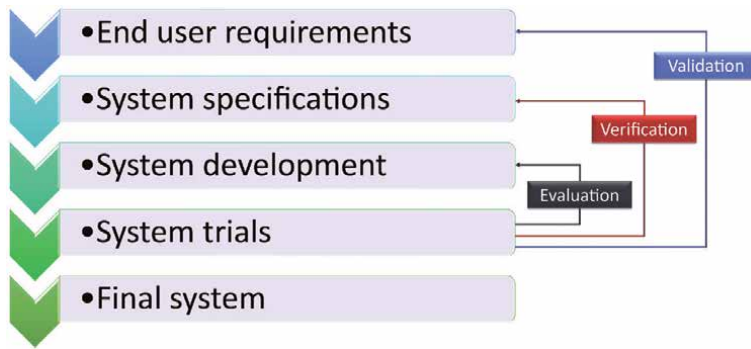 •End user requirements
Validation
•System specifications
Verification
•System development
Evaluation
•System trials
•Final system